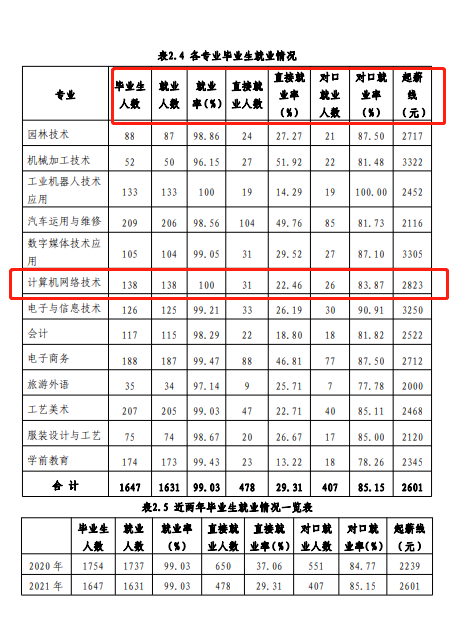 表2.4 各专业毕业生就业情况
专业 毕业生人数 就业人数 就业率(%) 直接就业人数 直接就业率(%) 对口就业人数 对口就业率(%) 起薪线(元)
园林技术 88 87 98.86 24 27.27 21 87.50 2717
机械加工技术 52 50 96.15 27 51.92 22 81.48 3322
工业机器人技术应用 133 133 100 19 14.29 19 100.00 2452
汽车运用与维修 209 206 98.56 104 49.76 85 81.73 2116
数字媒体技术应用 105 104 99.05 31 29.52 27 87.10 3305
计算机网络技术 138 138 100 31 22.46 26 83.87 2823
电子与信息技术 126 125 99.21 33 26.19 30 90.91 3250
会计 117 115 98.29 22 18.80 18 81.82 2522
电子商务 188 187 99.47 88 46.81 77 87.50 2712
旅游外语 35 34 97.14 9 25.71 7 77.78 2000
工艺美术 207 205 99.03 47 22.71 40 85.11 2468
服装设计与工艺 75 74 98.67 20 26.67 17 85.00 2120
学前教育 174 173 99.43 23 13.22 18 78.26 2345
合计 1647 1631 99.03 478 29.31 407 85.15 2601
表2.5 近两年毕业生就业情况一览表
毕业生人数 就业人数 就业率(%) 直接就业人数 直接就业率(%) 对口就业人数 对口就业率(%) 起薪线(元)
2020年 1754 1737 99.03 650 37.06 551 84.77 2239
2021年 1647 1631 99.03 478 29.31 407 85.15 2601